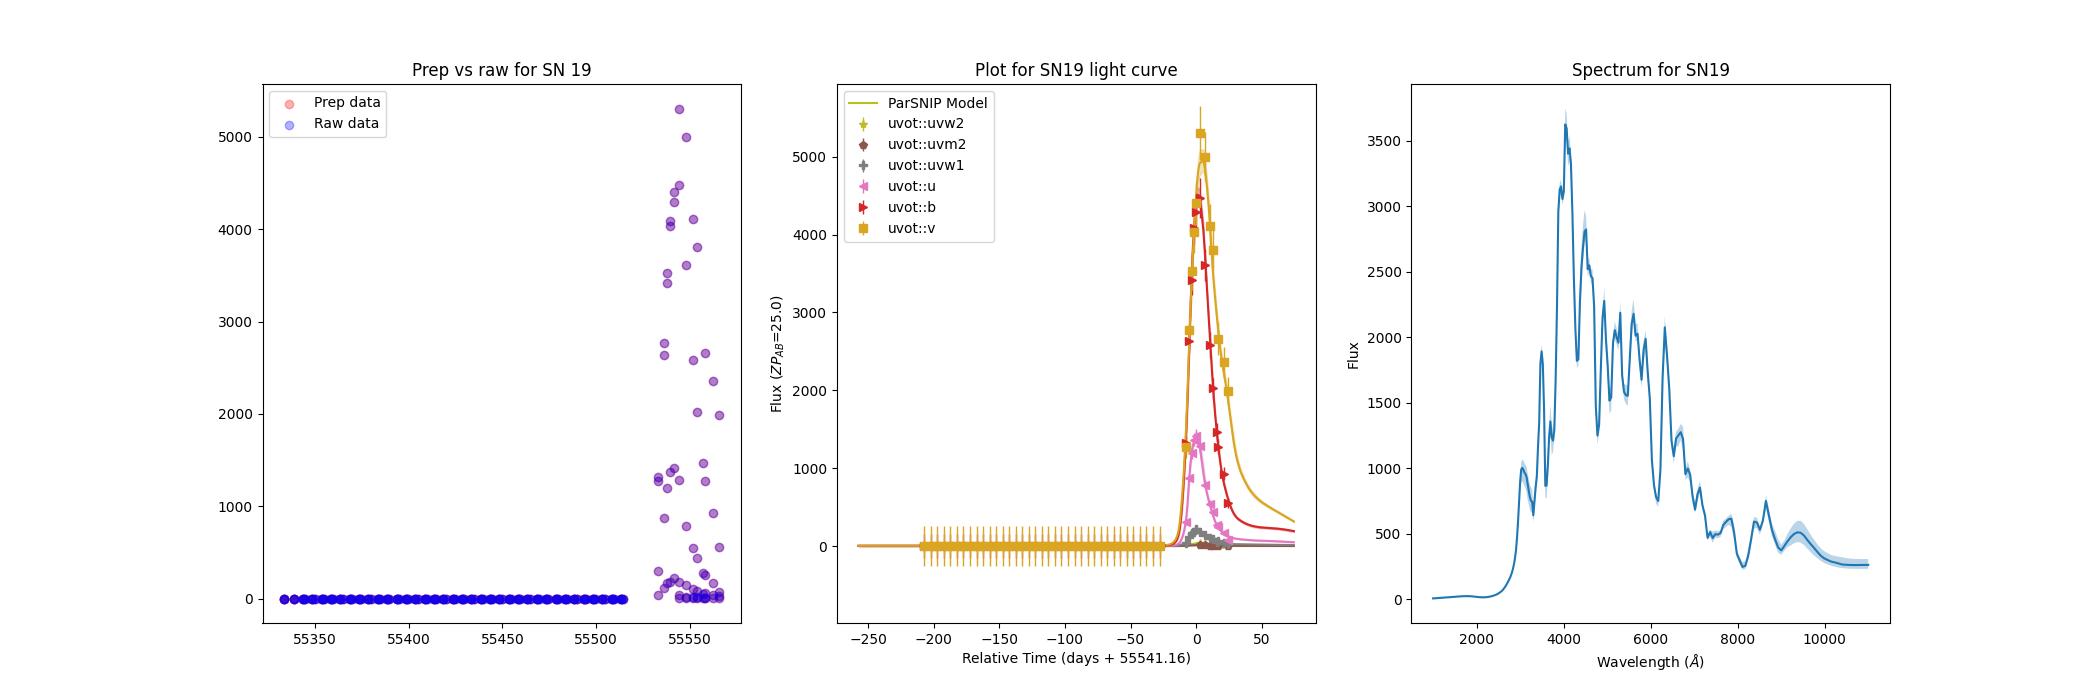 Prep vs raw for SN 19
Prep data
Raw data
5000
4000
3000
2000
1000
0
55350
55400
55450
55500
55550
Plot for SN19 light curve
ParSNIP Model
uvot::uvw2
uvot::uvm2
uvot::uvw1
uvot::u
uvot::b
uvot::v
Flux (ZP_AB=25.0)
5000
4000
3000
2000
1000
0
−250
−200
−150
−100
−50
0
50
Relative Time (days + 55541.16)
Spectrum for SN19
Flux
3500
3000
2500
2000
1500
1000
500
0
2000
4000
6000
8000
10000
Wavelength (Å)